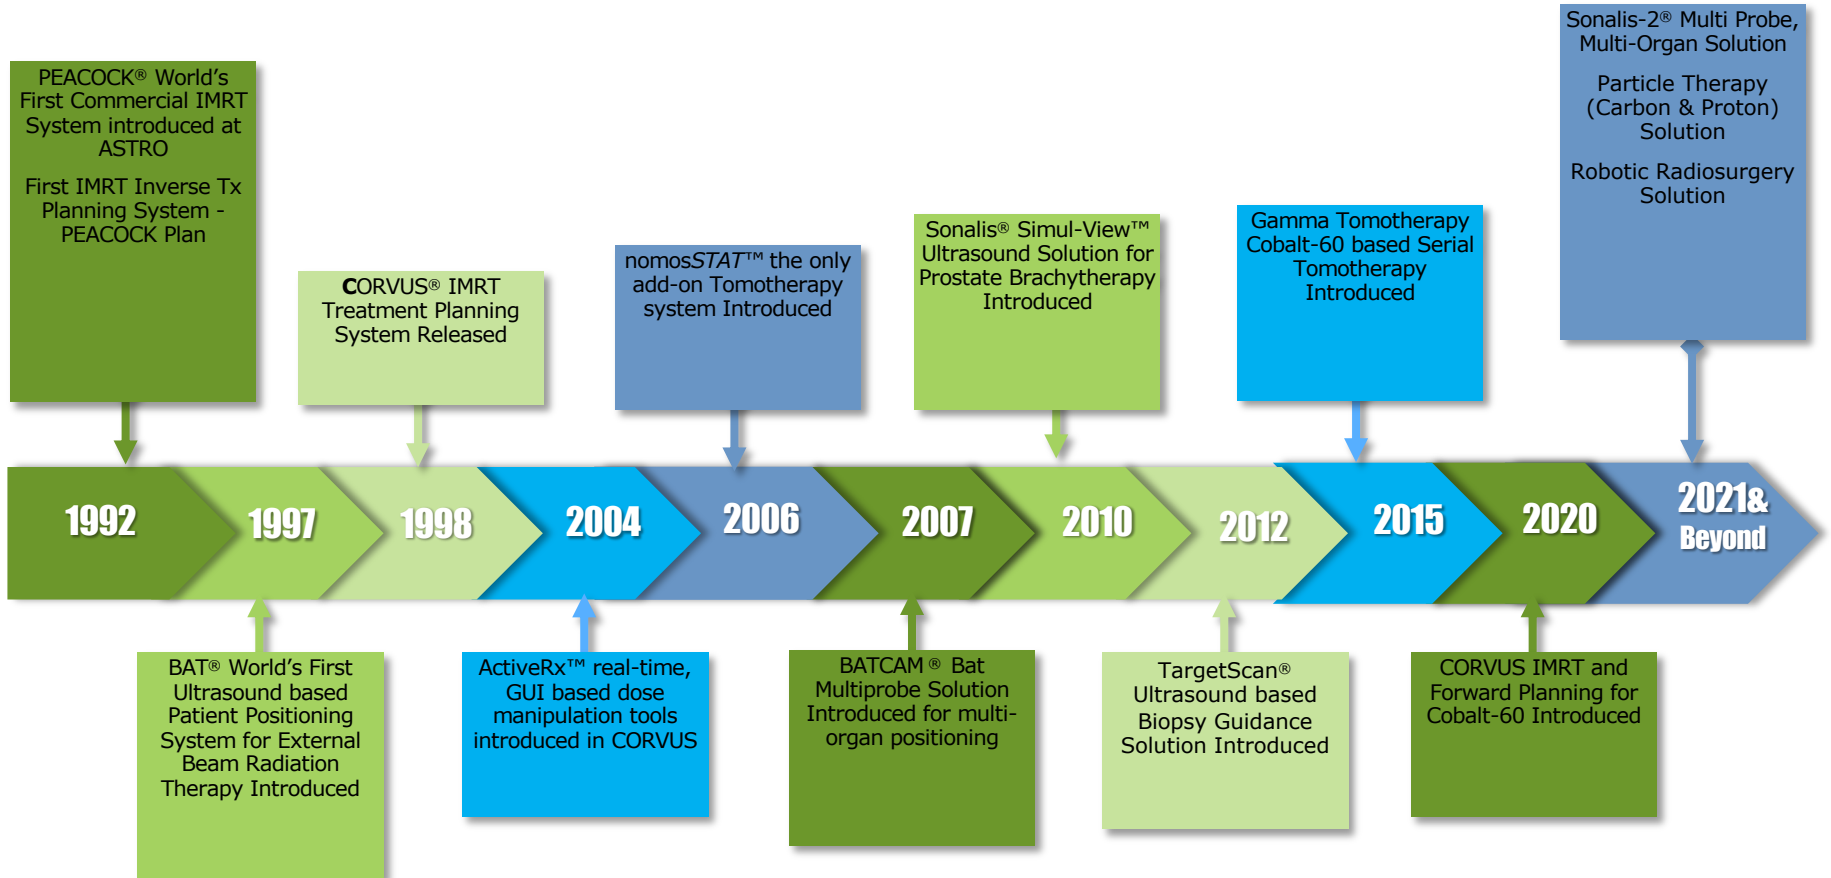 PEACOCK® World’s
First Commercial IMRT
System introduced at
ASTRO
First IMRT Inverse Tx
Planning System -
PEACOCK Plan
CORVUS® IMRT
Treatment Planning
System Released
nomosSTAT™ the only
add-on Tomotherapy
system Introduced
Sonalis® Simul-View™
Ultrasound Solution for
Prostate Brachytherapy
Introduced
Gamma Tomotherapy
Cobalt-60 based Serial
Tomotherapy
Introduced
Sonalis-2® Multi Probe,
Multi-Organ Solution
Particle Therapy
(Carbon & Proton)
Solution
Robotic Radiosurgery
Solution
1992
1997
1998
2004
2006
2007
2010
2012
2015
2020
2021&
Beyond
BAT® World’s First
Ultrasound based
Patient Positioning
System for External
Beam Radiation
Therapy Introduced
ActiveRx™ real-time,
GUI based dose
manipulation tools
introduced in CORVUS
BATCAM ® Bat
Multiprobe Solution
Introduced for multi-
organ positioning
TargetScan®
Ultrasound based
Biopsy Guidance
Solution Introduced
CORVUS IMRT and
Forward Planning for
Cobalt-60 Introduced